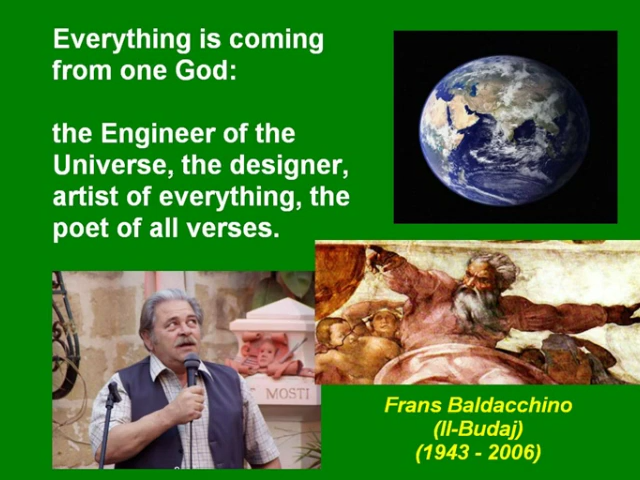 Everything is coming
from one God:
the Engineer of the
Universe, the designer,
artist of everything, the
poet of all verses.
MOSTI
Frans Baldacchino
(Il-Budaj)
(1943 - 2006)